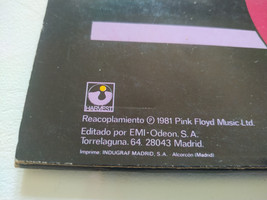 HARVEST
Reacoplamiento ℗ 1981 Pink Floyd Music Ltd.
Editado por EMI-Odeon, S.A.
Torrelaguna, 64. 28043 Madrid.
Imprime: INDUGRAF MADRID, S.A. Alcorcón (Madrid)